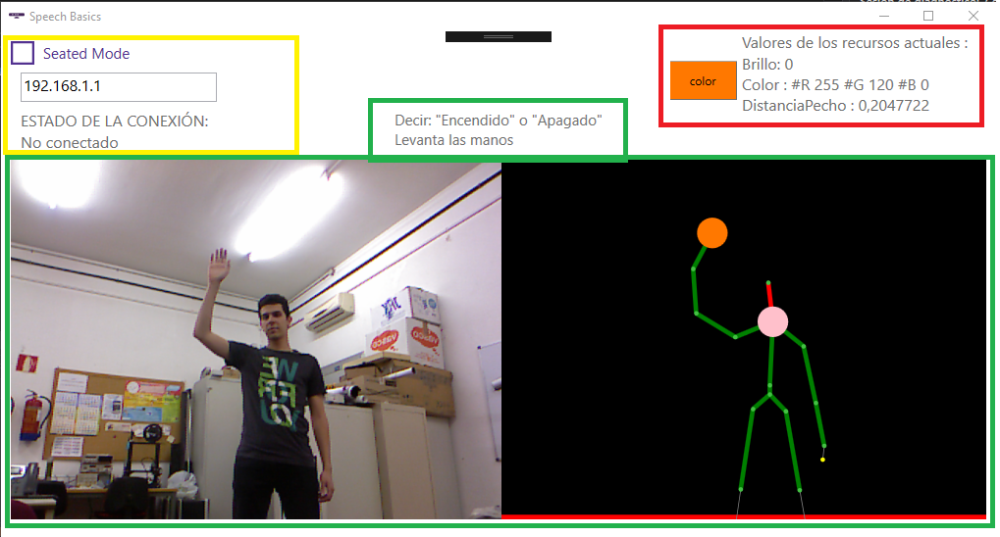 Speech Basics
Seated Mode
192.168.1.1
ESTADO DE LA CONEXIÓN:
No conectado
Decir: "Encendido" o "Apagado"
Levanta las manos
color
Valores de los recursos actuales :
Brillo: 0
Color : #R 255 #G 120 #B 0
DistanciaPecho : 0,2047722